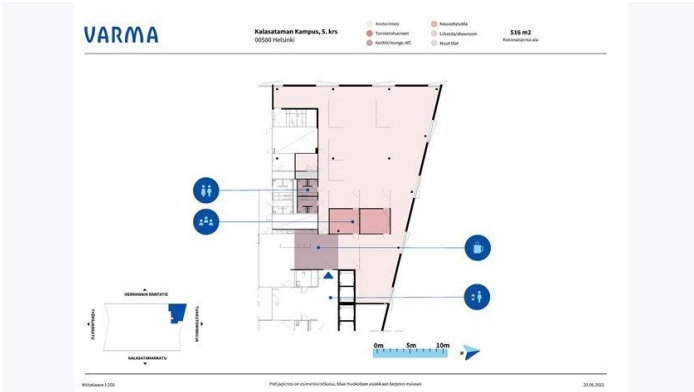 VARMA
Kalasataman Kampus, 5. krs
00580 Helsinki
Avotoimisto
Toimistohuoneet
Keittiö/lounge, WC
Neuvottelutila
Liiketila/showroom
Muut tilat
516 m2
Kokonaispinta-ala
HERMANNIN RANTATIE
TYÖPAJANKATU
KALASATAMANKATU
0m 5m 10m
Mittakaava 1:200
Pohjapiirros on esimerkkiratkaisu, tilaa muokataan asiakkaan tarpeen mukaan
20.06.2022